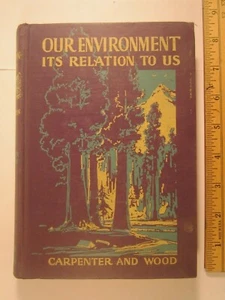 OUR ENVIRONMENT
ITS RELATION TO US
CARPENTER AND WOOD